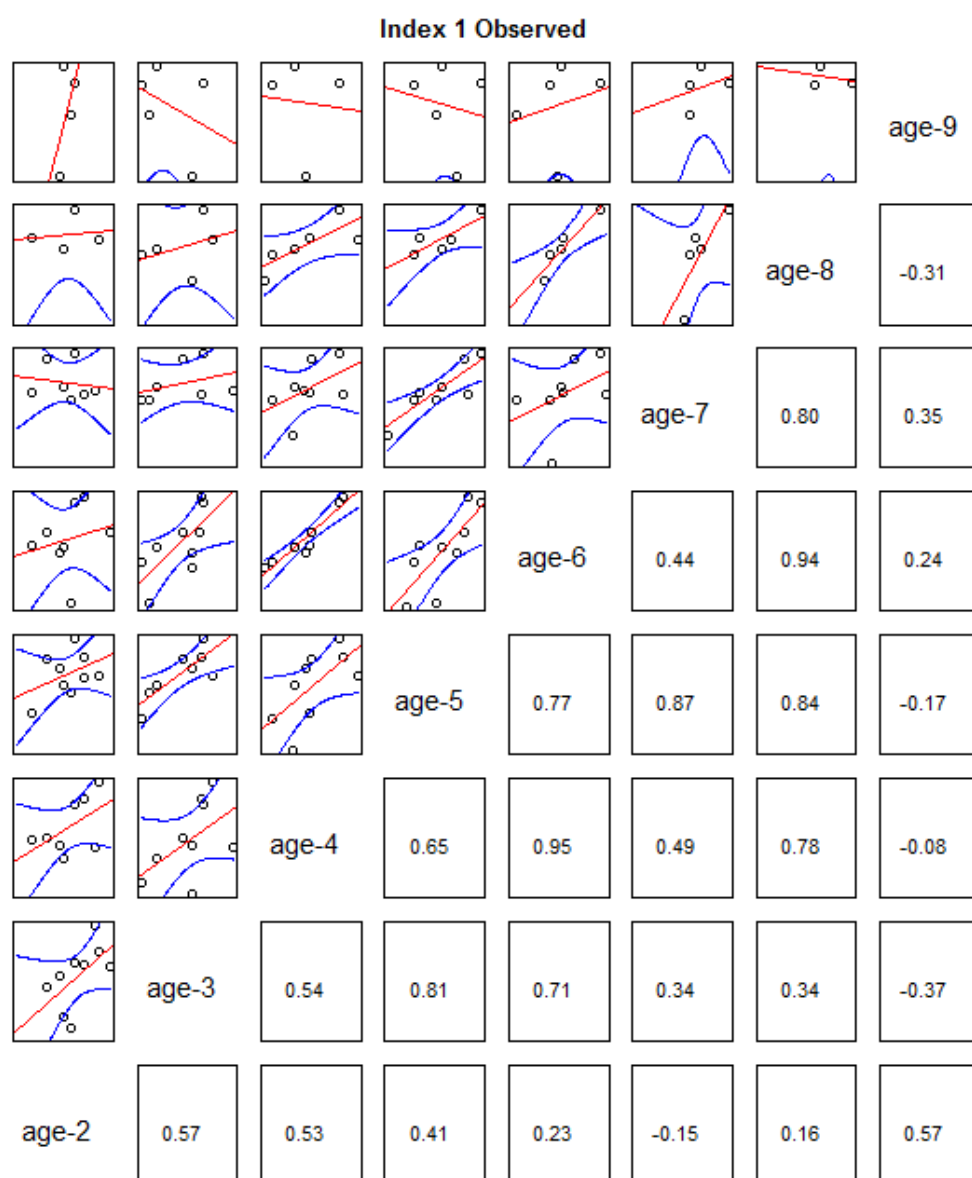 Index 1 Observed
age-9
age-8 -0.31
age-7 0.80 0.35
age-6 0.44 0.94 0.24
age-5 0.77 0.87 0.84 -0.17
age-4 0.65 0.95 0.49 0.78 -0.08
age-3 0.54 0.81 0.71 0.34 0.34 -0.37
age-2 0.57 0.53 0.41 0.23 -0.15 0.16 0.57